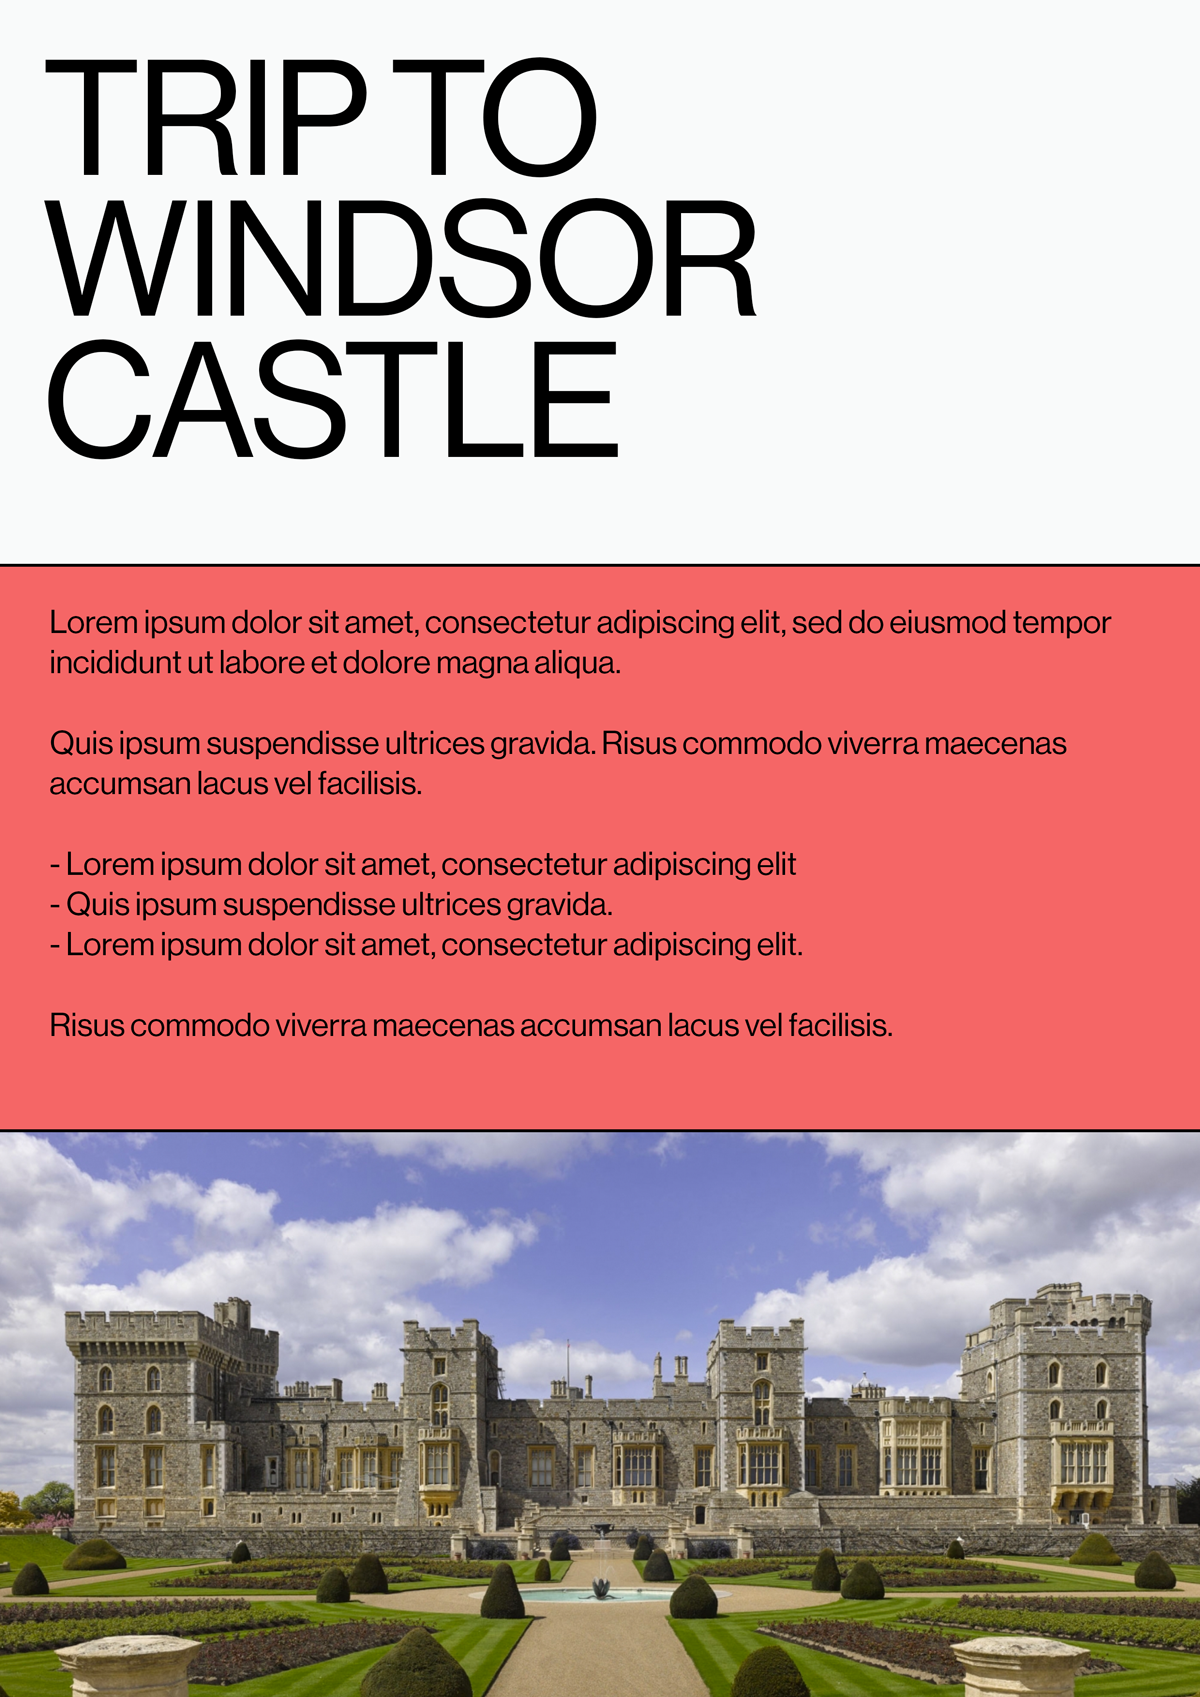 TRIP TO
WINDSOR
CASTLE
Lorem ipsum dolor sit amet, consectetur adipiscing elit, sed do eiusmod tempor
incididunt ut labore et dolore magna aliqua.
Quis ipsum suspendisse ultrices gravida. Risus commodo viverra maecenas
accumsan lacus vel facilisis.
- Lorem ipsum dolor sit amet, consectetur adipiscing elit
- Quis ipsum suspendisse ultrices gravida.
- Lorem ipsum dolor sit amet, consectetur adipiscing elit.
Risus commodo viverra maecenas accumsan lacus vel facilisis.